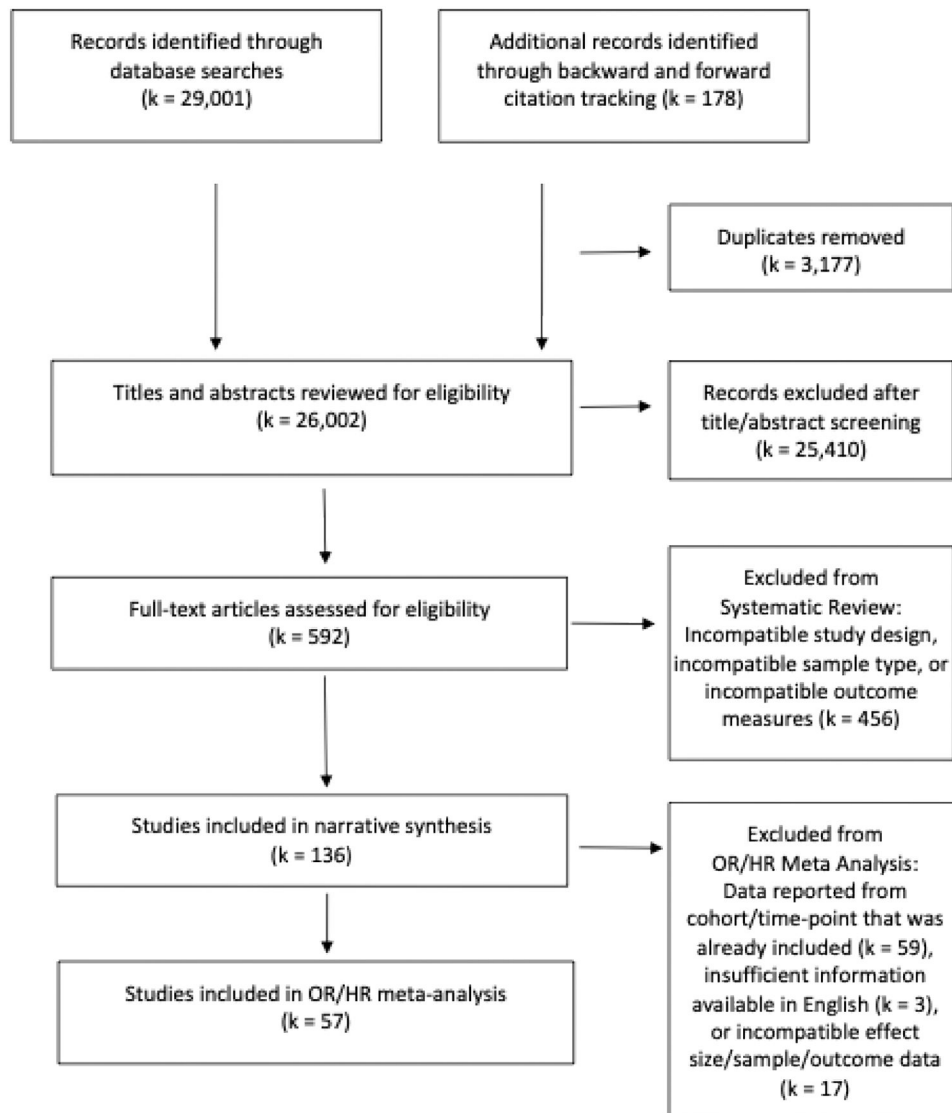 Records identified through
database searches
(k = 29,001)
Additional records identified
through backward and forward
citation tracking (k = 178)
Duplicates removed
(k = 3,177)
Titles and abstracts reviewed for eligibility
(k = 26,002)
Records excluded after
title/abstract screening
(k = 25,410)
Full-text articles assessed for eligibility
(k = 592)
Excluded from
Systematic Review:
Incompatible study design,
incompatible sample type, or
incompatible outcome
measures (k = 456)
Studies included in narrative synthesis
(k = 136)
Excluded from
OR/HR Meta Analysis:
Data reported from
cohort/time-point that was
already included (k = 59),
insufficient information
available in English (k = 3),
or incompatible effect
size/sample/outcome data
(k = 17)
Studies included in OR/HR meta-analysis
(k = 57)